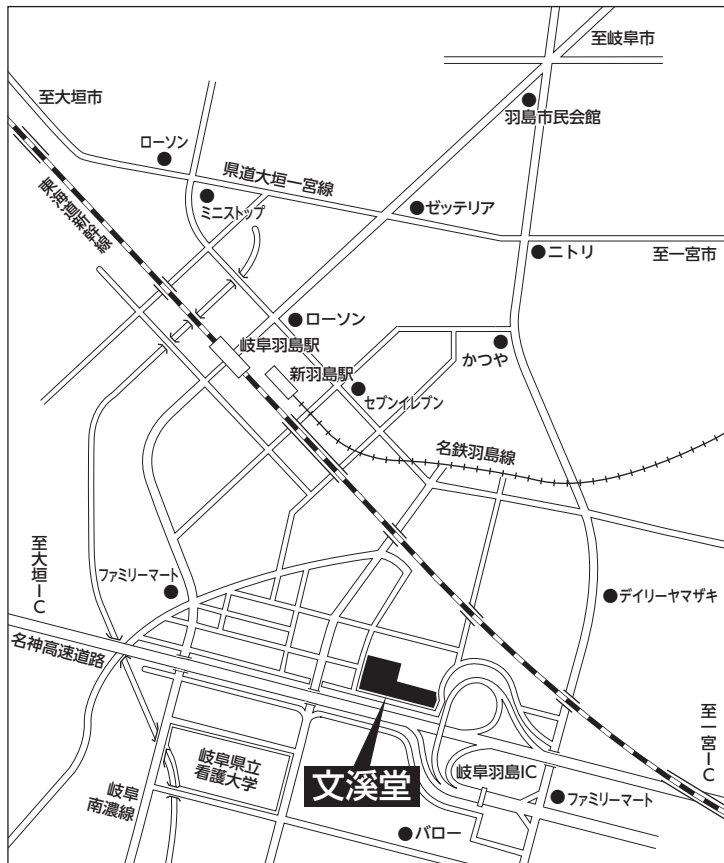 至岐阜市
至大垣市
羽島市民会館
ローソン
県道大垣一宮線
ミニストップ
ゼッテリア
東海道新幹線
ニトリ
至一宮市
ローソン
岐阜羽島駅
かつや
新羽島駅
セブンイレブン
名鉄羽島線
至大垣IC
ファミリーマート
デイリーヤマザキ
名神高速道路
至一宮IC
岐阜県立
看護大学
岐阜羽島IC
文溪堂
岐阜
南濃線
ファミリーマート
バロー